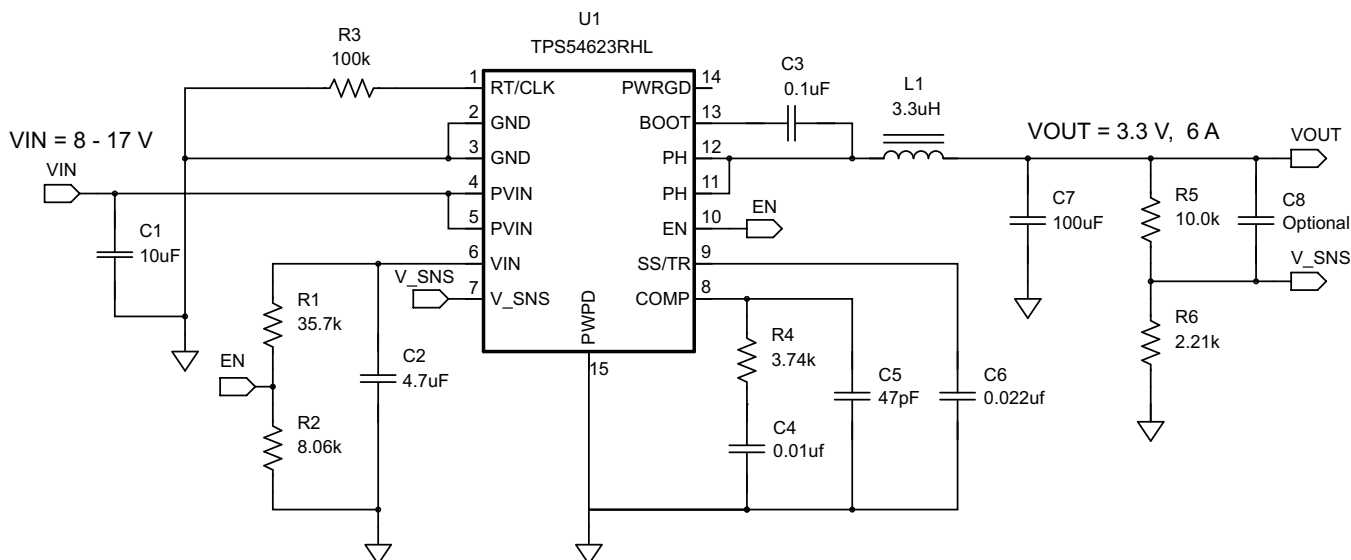 U1
TPS54623RHL
R3
100k
1
RT/CLK
2
GND
3
GND
4
PVIN
5
PVIN
6
VIN
7
V_SNS
PWRGD
14
BOOT
13
PH
12
PH
11
EN
10
SS/TR
9
COMP
8
PWPD
15
VIN = 8 - 17 V
VIN
C1
10uF
V_SNS
R1
35.7k
EN
R2
8.06k
C2
4.7uF
C3
0.1uF
L1
3.3uH
EN
R4
3.74k
C4
0.01uf
C5
47pF
C6
0.022uf
VOUT = 3.3 V, 6 A
VOUT
C7
100uF
R5
10.0k
C8
Optional
V_SNS
R6
2.21k